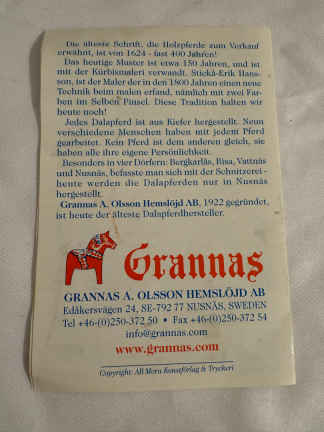 Die älteste Schrift, die Holzpferde zum Verkauf
erwähnt, ist von 1624 - fast 400 Jahren!
Das heutige Muster ist etwa 150 Jahren, und ist
mit der Kürbismaleri verwandt. Stickå-Erik Hans-
son, ist der Maler der in den 1800 Jahren einen neue
Technik beim malen erfand, nämlich mit zwei Far-
ben im Selben Pinsel. Diese Tradition halten wir
heute noch!
Jedes Dalapferd ist aus Kiefer hergestellt. Neun
verschiedene Menschen haben mit jedem Pferd
gearbeitet. Kein Pferd ist dem anderen gleich, sie
haben alle ihre eigene Persönlichkeit.
Besonders in vier Dörfern: Bergkarlås, Risa, Vattnäs
und Nusnäs, befasste man sich mit der Schnitzerei -
heute werden die Dalapferden nur in Nusnäs
hergestellt.
Grannas A. Olsson Hemslöjd AB, 1922 gegründet,
ist heute der älteste Dalapferdhersteller.
Grannas
GRANNAS A. OLSSON HEMSLÖJD AB
Edåkersvägen 24, SE-792 77 NUSNÄS, SWEDEN
Tel +46-(0)250-372 50 • Fax +46-(0)250-372 54
info@grannas.com
www.grannas.com
Copyright: All Mora Konstförlag & Tryckeri